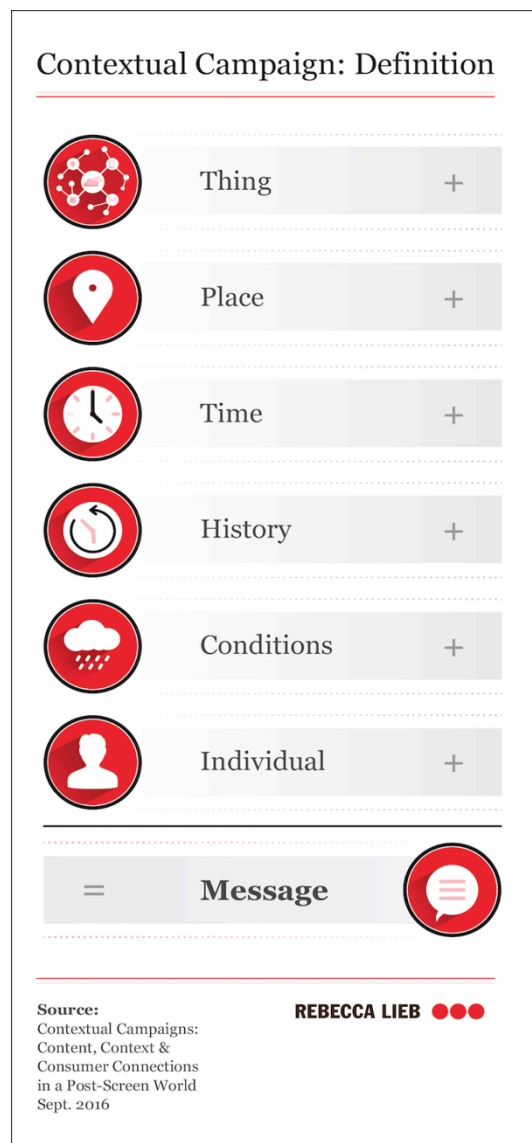 Contextual Campaign: Definition
Thing +
Place +
Time +
History +
Conditions +
Individual +
= Message
Source:
Contextual Campaigns:
Content, Context &
Consumer Connections
in a Post-Screen World
Sept. 2016
REBECCA LIEB